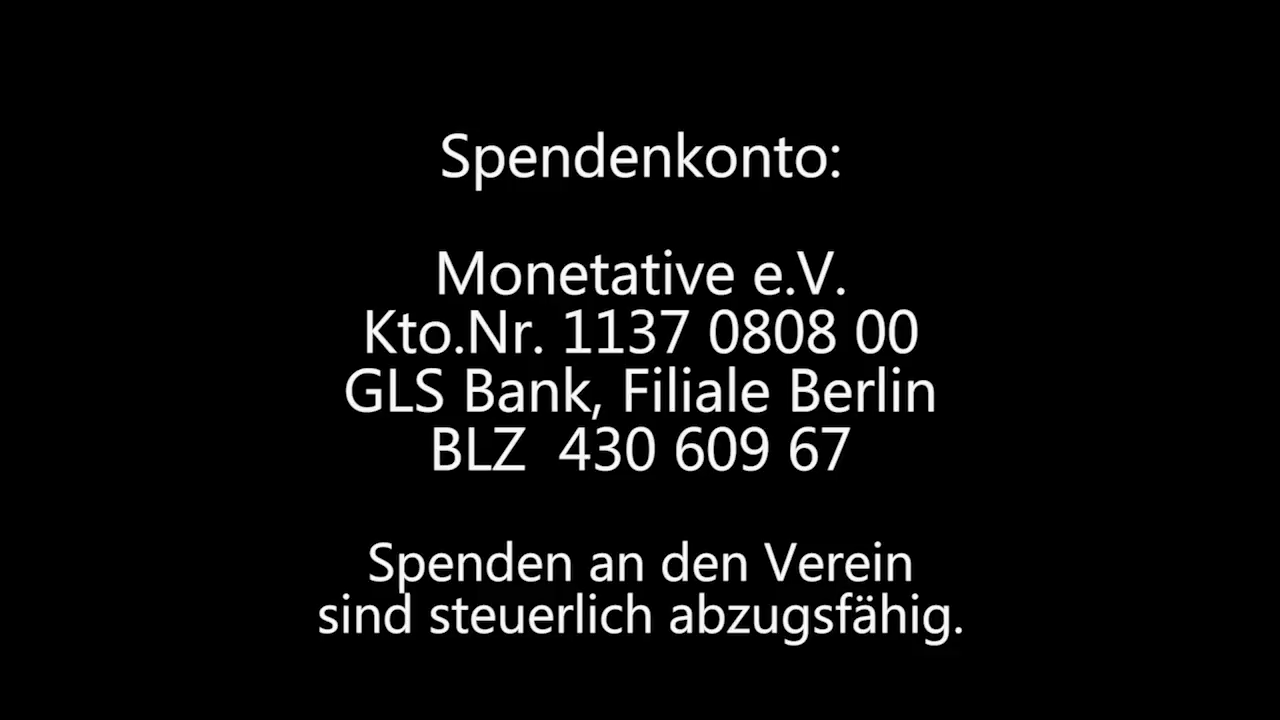 Spendenkonto:
Monetative e.V.
Kto.Nr. 1137 0808 00
GLS Bank, Filiale Berlin
BLZ  430 609 67
Spenden an den Verein
sind steuerlich abzugsfähig.